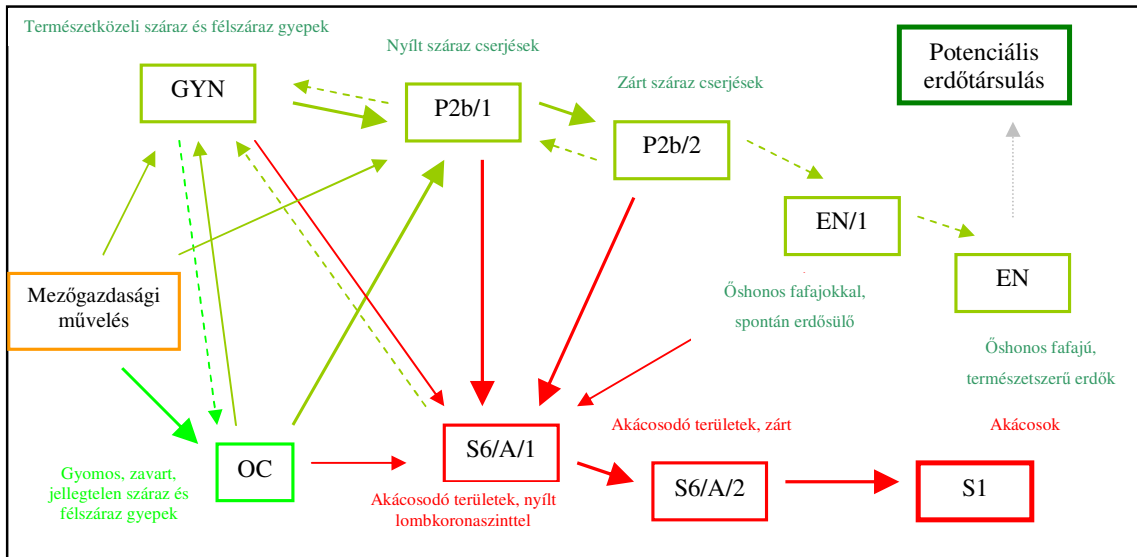 Természetközeli száraz és félszáraz gyepek
Nyílt száraz cserjések
Zárt száraz cserjések
Potenciális
erdőtársulás
GYN
P2b/1
P2b/2
EN/1
EN
Mezőgazdasági
művelés
Őshonos fafajokkal,
spontán erdősülő
Őshonos fafajú,
természetszerű erdők
OC
S6/A/1
Akácosodó területek, zárt
Akácosok
S6/A/2
S1
Gyomos, zavart,
jellegtelen száraz és
félszáraz gyepek
Akácosodó területek, nyílt
lombkoronaszinttel